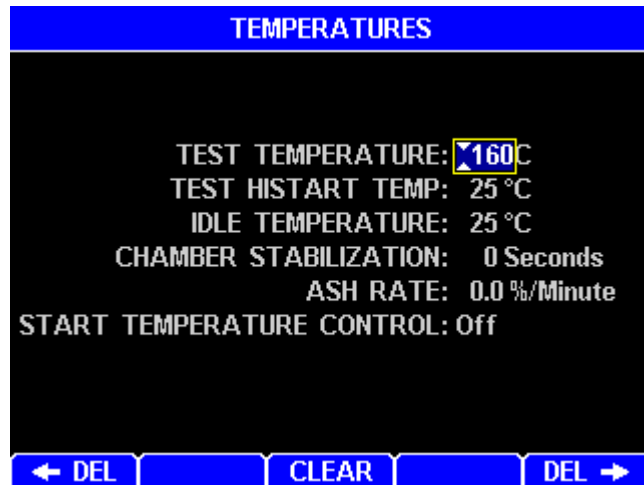 TEMPERATURES
TEST TEMPERATURE: 160C
TEST HISTART TEMP: 25 °C
IDLE TEMPERATURE: 25 °C
CHAMBER STABILIZATION: 0 Seconds
ASH RATE: 0.0 %/Minute
START TEMPERATURE CONTROL: Off
← DEL CLEAR DEL →